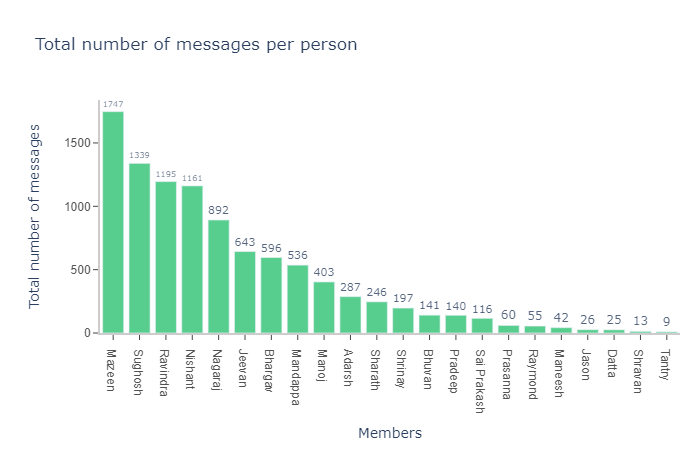 Total number of messages per person
Total number of messages
1500
1000
500
0
1747
1339
1195
1161
892
643
596
536
403
287
246
197
141
140
116
60
55
42
26
25
13
9
Mazeen
Sughosh
Ravindra
Nishant
Nagaraj
Jeevan
Bhargav
Mandappa
Manoj
Adarsh
Sharath
Shrinay
Bhuvan
Pradeep
Sai Prakash
Prasanna
Raymond
Maneesh
Jason
Datta
Shravan
Tantry
Members